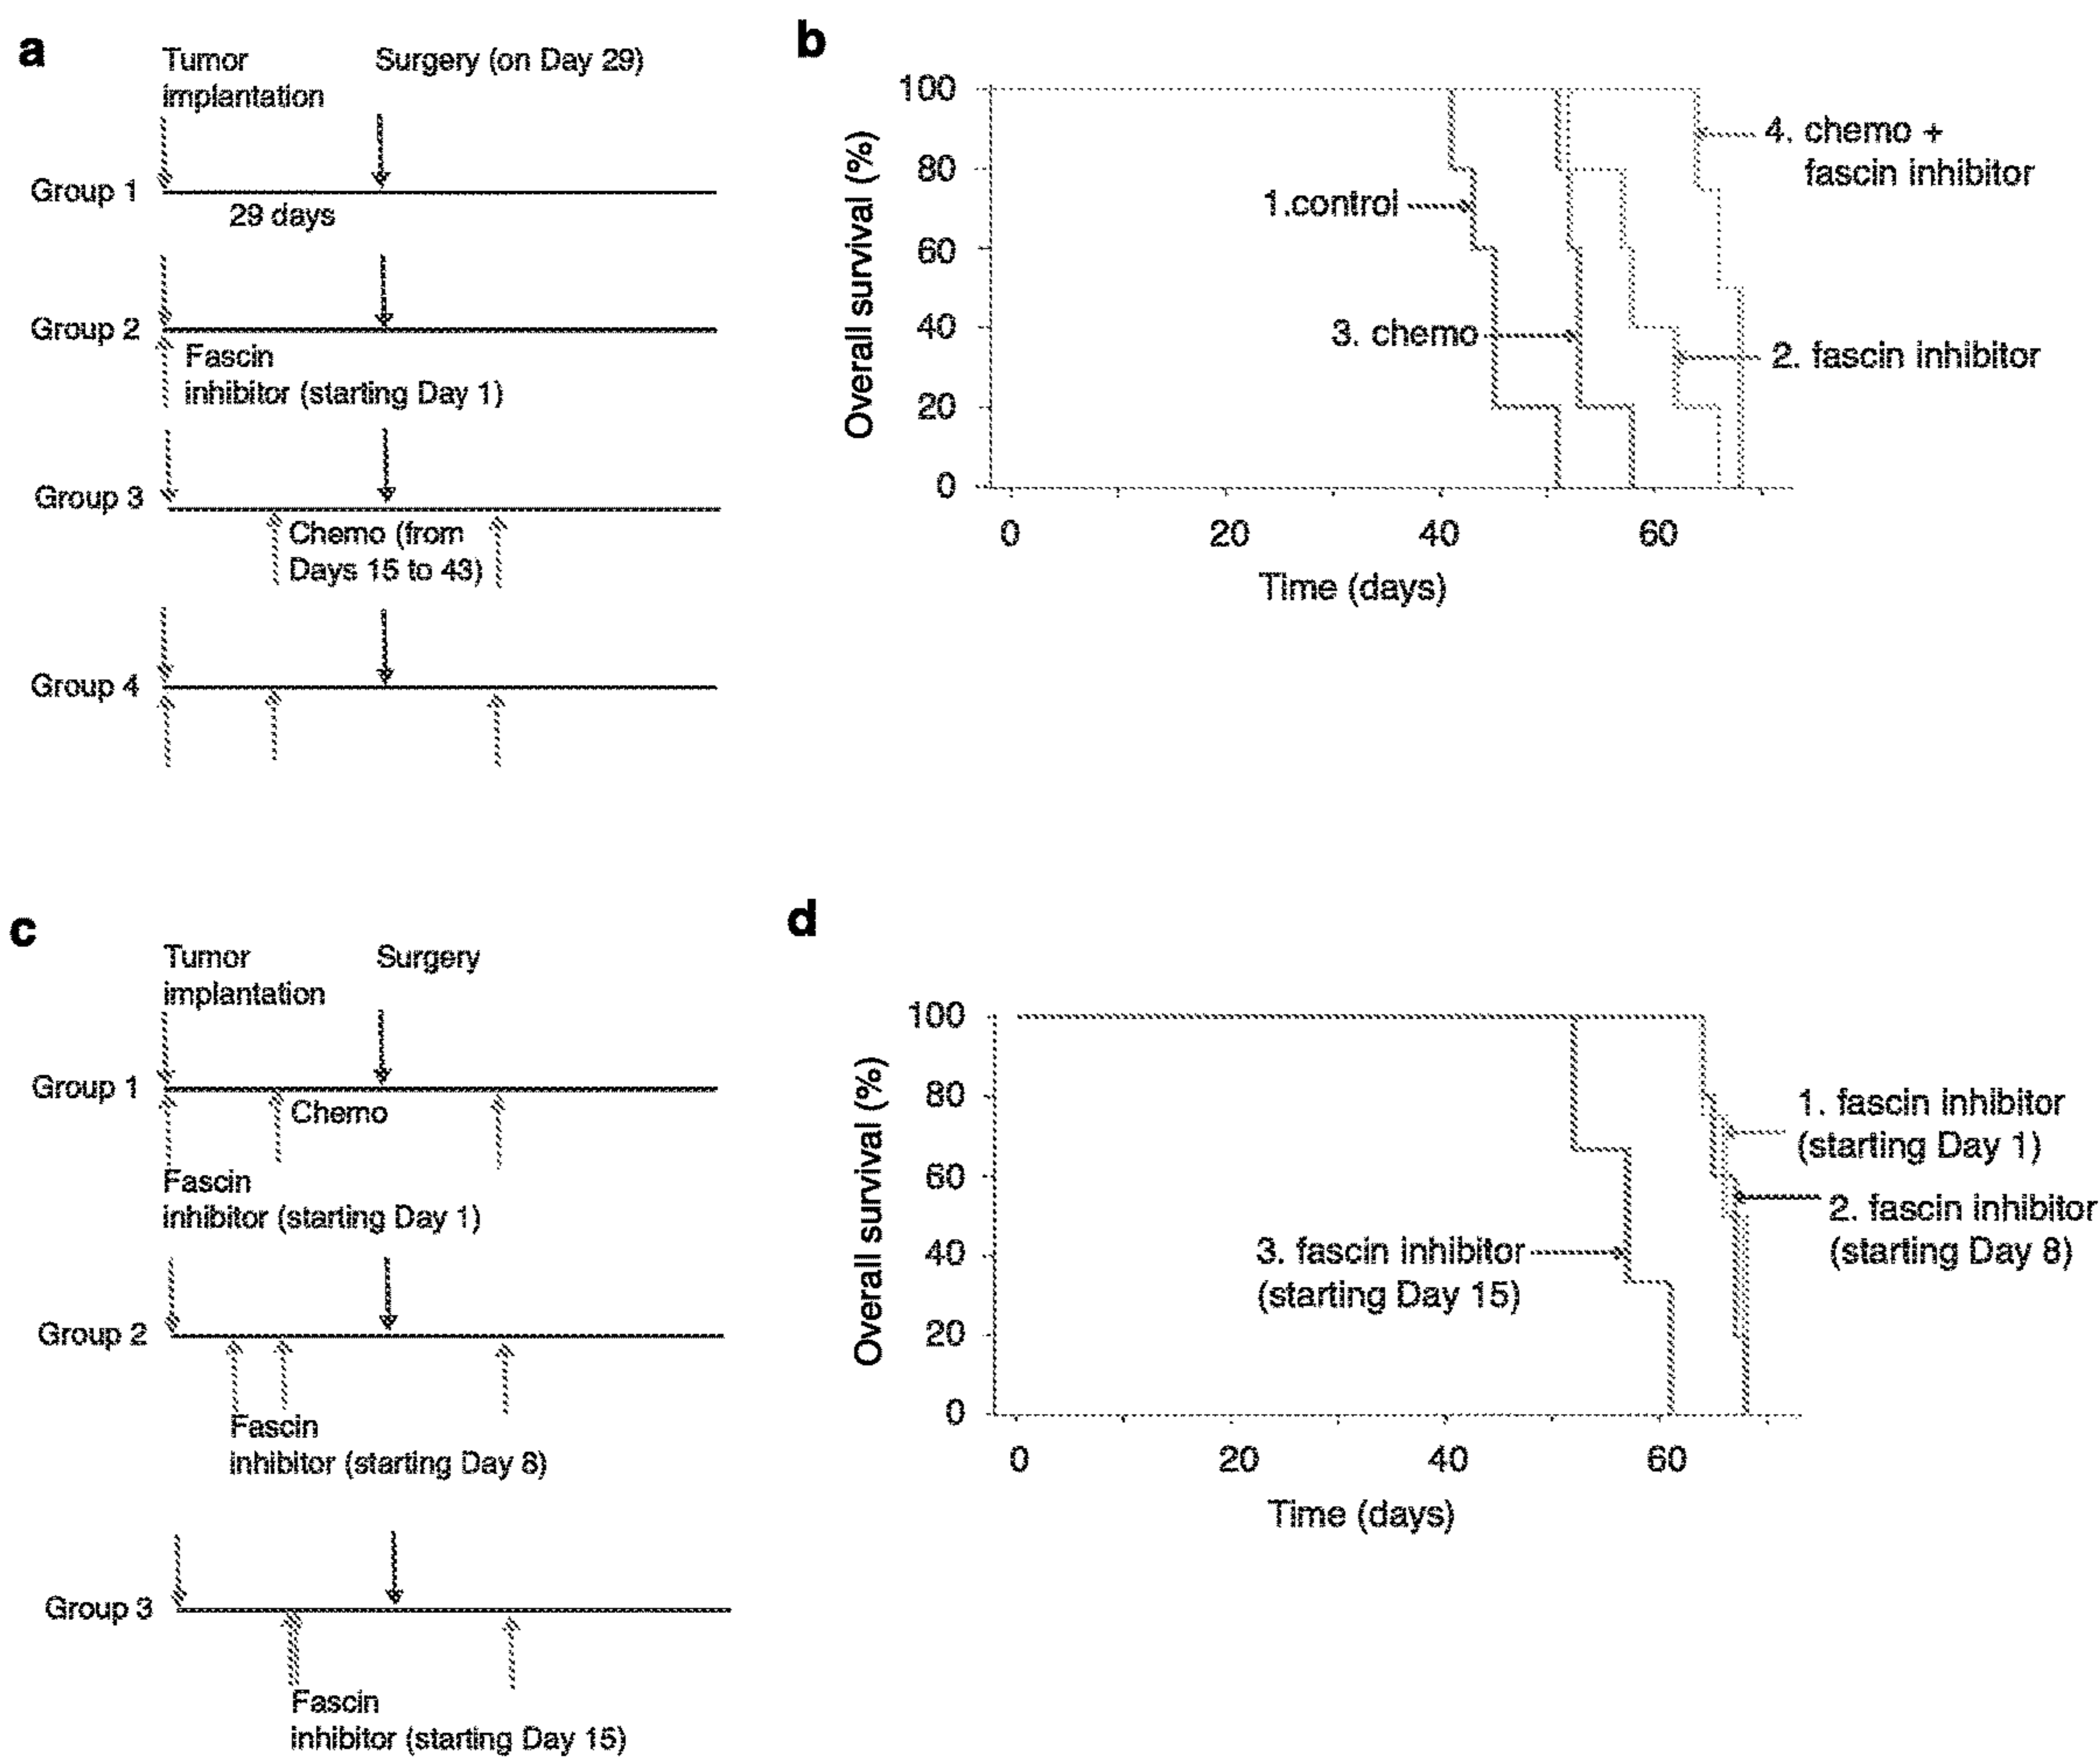 a
Tumor
implantation
Surgery (on Day 29)
Group 1
29 days
Group 2
Fascin
inhibitor (starting Day 1)
Group 3
Chemo (from
Days 15 to 43)
Group 4
b
Overall survival (%)
100
80
60
40
20
0
0
20
40
60
Time (days)
1.control
3. chemo
4. chemo +
fascin inhibitor
2. fascin inhibitor
c
Tumor
implantation
Surgery
Group 1
Chemo
Fascin
inhibitor (starting Day 1)
Group 2
Fascin
inhibitor (starting Day 8)
Group 3
Fascin
inhibitor (starting Day 15)
d
Overall survival (%)
100
80
60
40
20
0
0
20
40
60
Time (days)
1. fascin inhibitor
(starting Day 1)
2. fascin inhibitor
(starting Day 8)
3. fascin inhibitor
(starting Day 15)